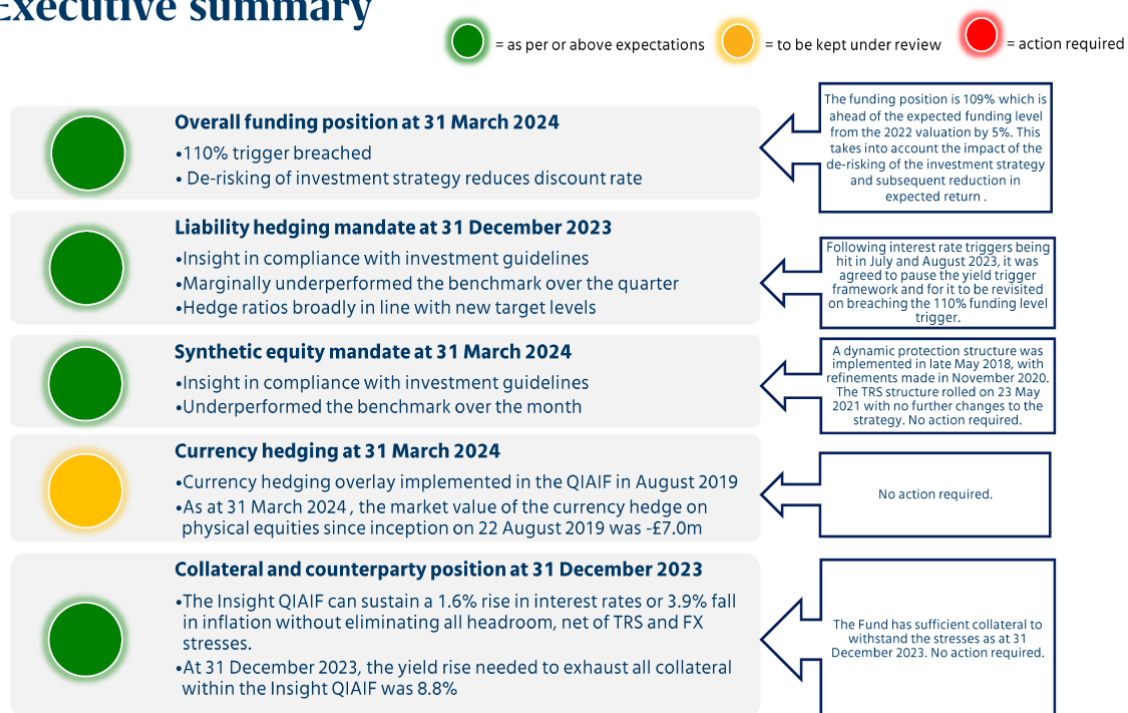 Executive summary
= as per or above expectations
= to be kept under review
= action required
Overall funding position at 31 March 2024
•110% trigger breached
• De-risking of investment strategy reduces discount rate
The funding position is 109% which is
ahead of the expected funding level
from the 2022 valuation by 5%. This
takes into account the impact of the
de-risking of the investment strategy
and subsequent reduction in
expected return .
Liability hedging mandate at 31 December 2023
•Insight in compliance with investment guidelines
•Marginally underperformed the benchmark over the quarter
•Hedge ratios broadly in line with new target levels
Following interest rate triggers being
hit in July and August 2023, it was
agreed to pause the yield trigger
framework and for it to be revisited
on breaching the 110% funding level
trigger.
Synthetic equity mandate at 31 March 2024
•Insight in compliance with investment guidelines
•Underperformed the benchmark over the month
A dynamic protection structure was
implemented in late May 2018, with
refinements made in November 2020.
The TRS structure rolled on 23 May
2021 with no further changes to the
strategy. No action required.
Currency hedging at 31 March 2024
•Currency hedging overlay implemented in the QIAIF in August 2019
•As at 31 March 2024 , the market value of the currency hedge on
physical equities since inception on 22 August 2019 was -£7.0m
No action required.
Collateral and counterparty position at 31 December 2023
•The Insight QIAIF can sustain a 1.6% rise in interest rates or 3.9% fall
in inflation without eliminating all headroom, net of TRS and FX
stresses.
•At 31 December 2023, the yield rise needed to exhaust all collateral
within the Insight QIAIF was 8.8%
The Fund has sufficient collateral to
withstand the stresses as at 31
December 2023. No action required.